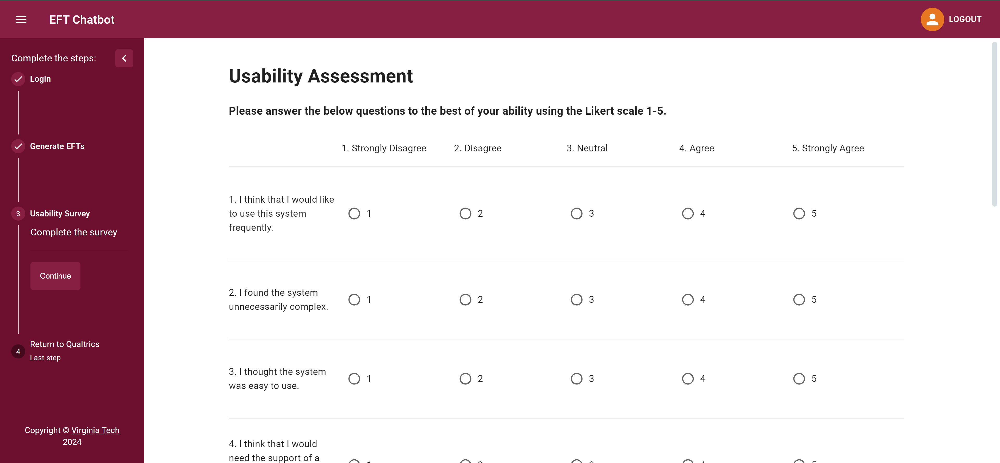 EFT Chatbot
LOGOUT
Complete the steps:
Login
Generate EFTs
3 Usability Survey
Complete the survey
Continue
4 Return to Qualtrics
Last step
Copyright © Virginia Tech
2024
Usability Assessment
Please answer the below questions to the best of your ability using the Likert scale 1-5.
1. Strongly Disagree 2. Disagree 3. Neutral 4. Agree 5. Strongly Agree
1. I think that I would like
to use this system
frequently.
1 2 3 4 5
2. I found the system
unnecessarily complex.
1 2 3 4 5
3. I thought the system
was easy to use.
1 2 3 4 5
4. I think that I would
need the support of a